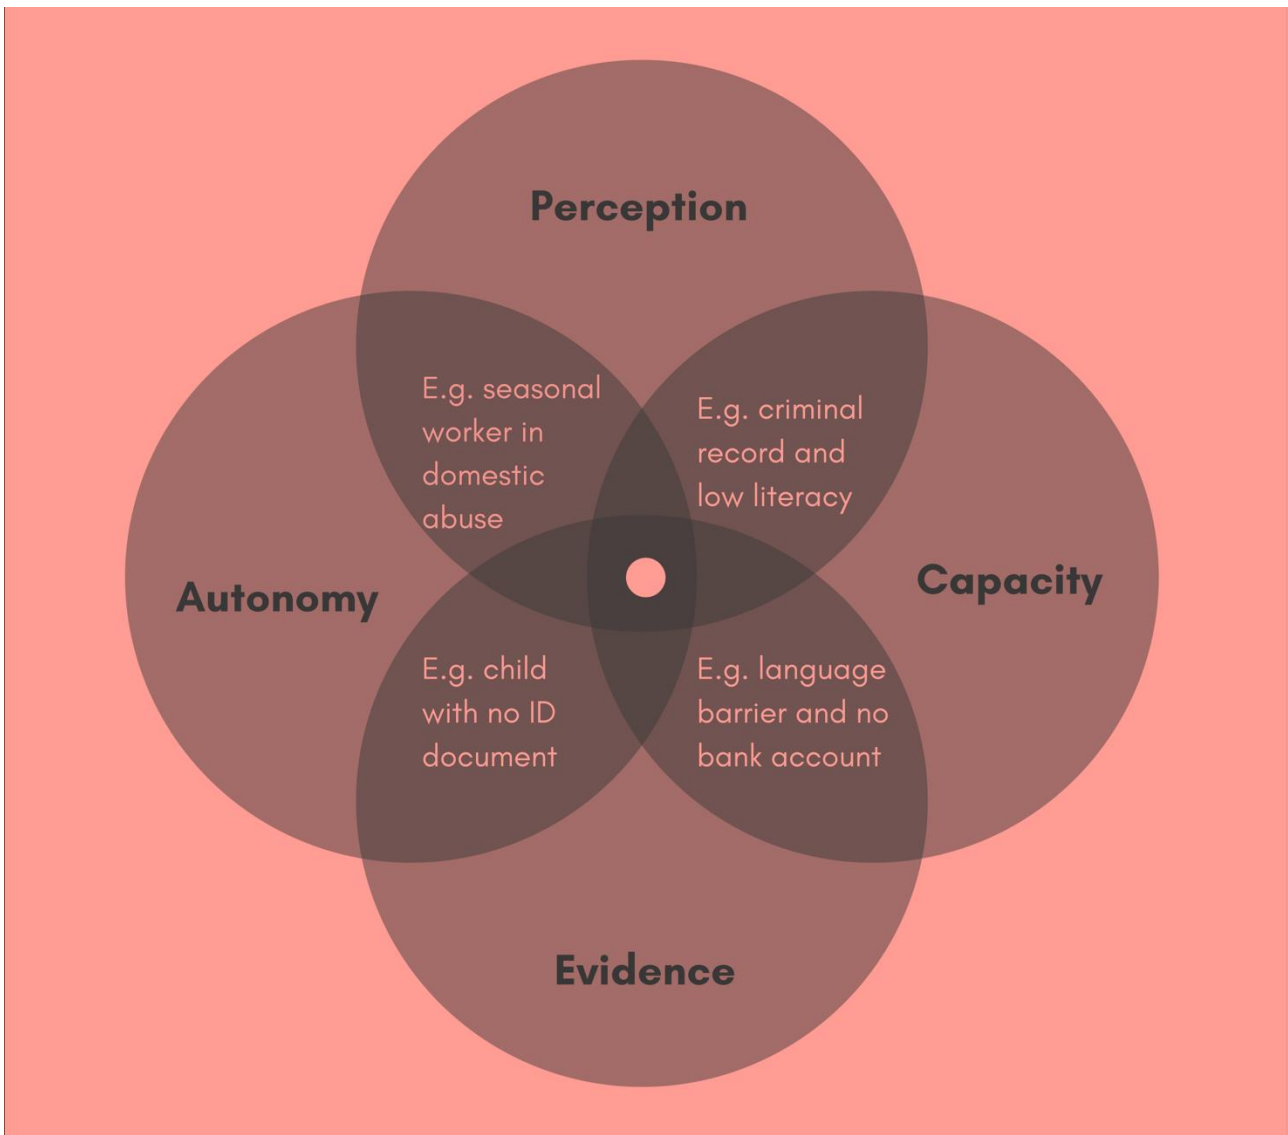 Perception
E.g. seasonal
worker in
domestic
abuse
E.g. criminal
record and
low literacy
Autonomy
Capacity
E.g. child
with no ID
document
E.g. language
barrier and no
bank account
Evidence